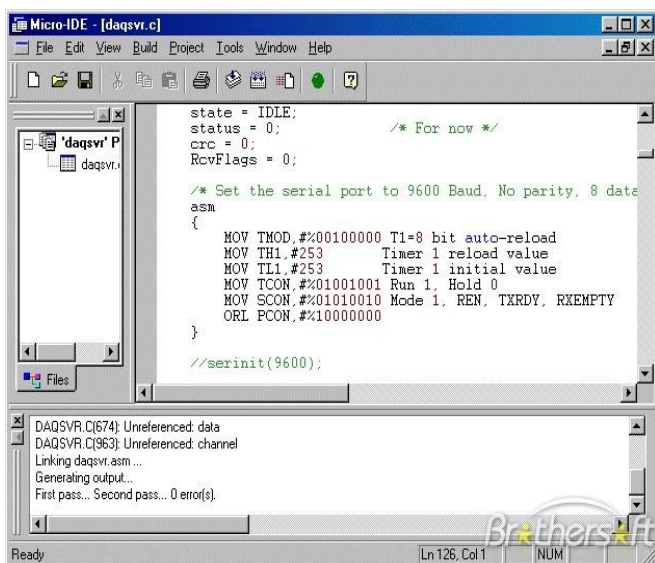 Micro-IDE - [daqsvr.c]
File Edit View Build Project Tools Window Help
'daqsvr' P
daqsvr.
Files
state = IDLE;
status = 0; /* For now */
crc = 0;
RcvFlags = 0;
/* Set the serial port to 9600 Baud, No parity, 8 data
asm
{
MOV TMOD,#%00100000 T1=8 bit auto-reload
MOV TH1,#253 Timer 1 reload value
MOV TL1,#253 Timer 1 initial value
MOV TCON,#%01001001 Run 1, Hold 0
MOV SCON,#%01010010 Mode 1, REN, TXRDY, RXEMPTY
ORL PCON,#%10000000
}
//serinit(9600);
DAQSVR.C(674): Unreferenced: data
DAQSVR.C(963): Unreferenced: channel
Linking daqsvr.asm ...
Generating output...
First pass... Second pass... 0 error(s).
Brothersoft
Ready Ln 126, Col 1 NUM